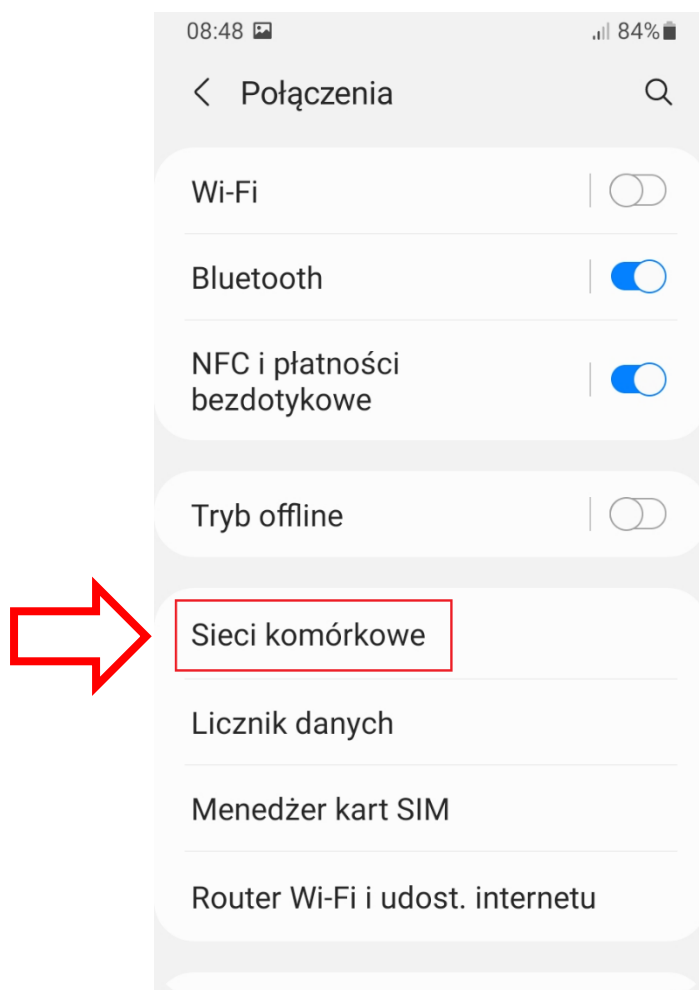 08:48 84%
Połączenia
Wi-Fi
Bluetooth
NFC i płatności
bezdotykowe
Tryb offline
Sieci komórkowe
Licznik danych
Menedżer kart SIM
Router Wi-Fi i udost. internetu